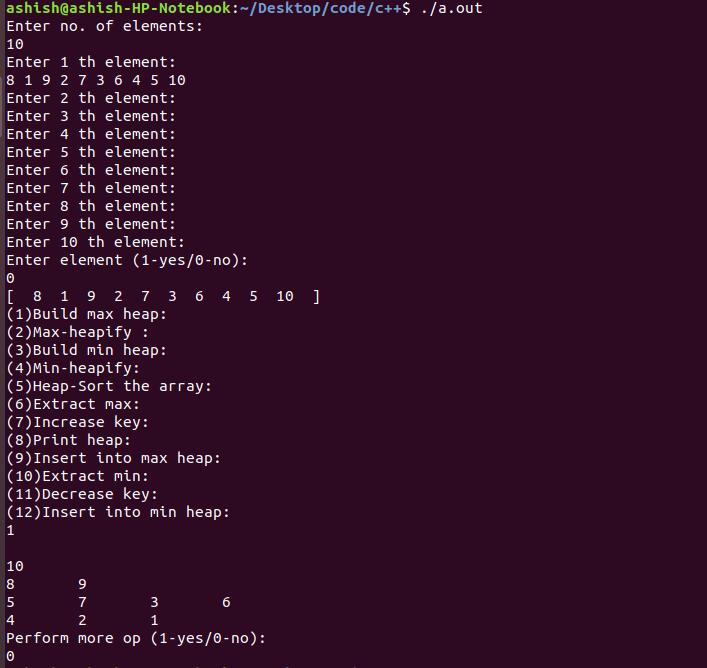 ashish@ashish-HP-Notebook:~/Desktop/code/c++$ ./a.out
Enter no. of elements:
10
Enter 1 th element:
8 1 9 2 7 3 6 4 5 10
Enter 2 th element:
Enter 3 th element:
Enter 4 th element:
Enter 5 th element:
Enter 6 th element:
Enter 7 th element:
Enter 8 th element:
Enter 9 th element:
Enter 10 th element:
Enter element (1-yes/0-no):
0
[  8  1  9  2  7  3  6  4  5  10  ]
(1)Build max heap:
(2)Max-heapify :
(3)Build min heap:
(4)Min-heapify:
(5)Heap-Sort the array:
(6)Extract max:
(7)Increase key:
(8)Print heap:
(9)Insert into max heap:
(10)Extract min:
(11)Decrease key:
(12)Insert into min heap:
1
10
8       9
5       7       3       6
4       2       1
Perform more op (1-yes/0-no):
0